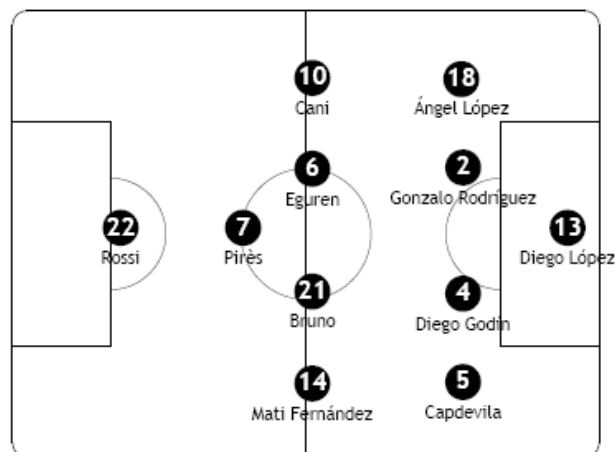 10
Cani
18
Ángel López
6
Eguren
2
Gonzalo Rodríguez
22
Rossi
7
Pirès
13
Diego López
21
Bruno
4
Diego Godín
14
Mati Fernández
5
Capdevila